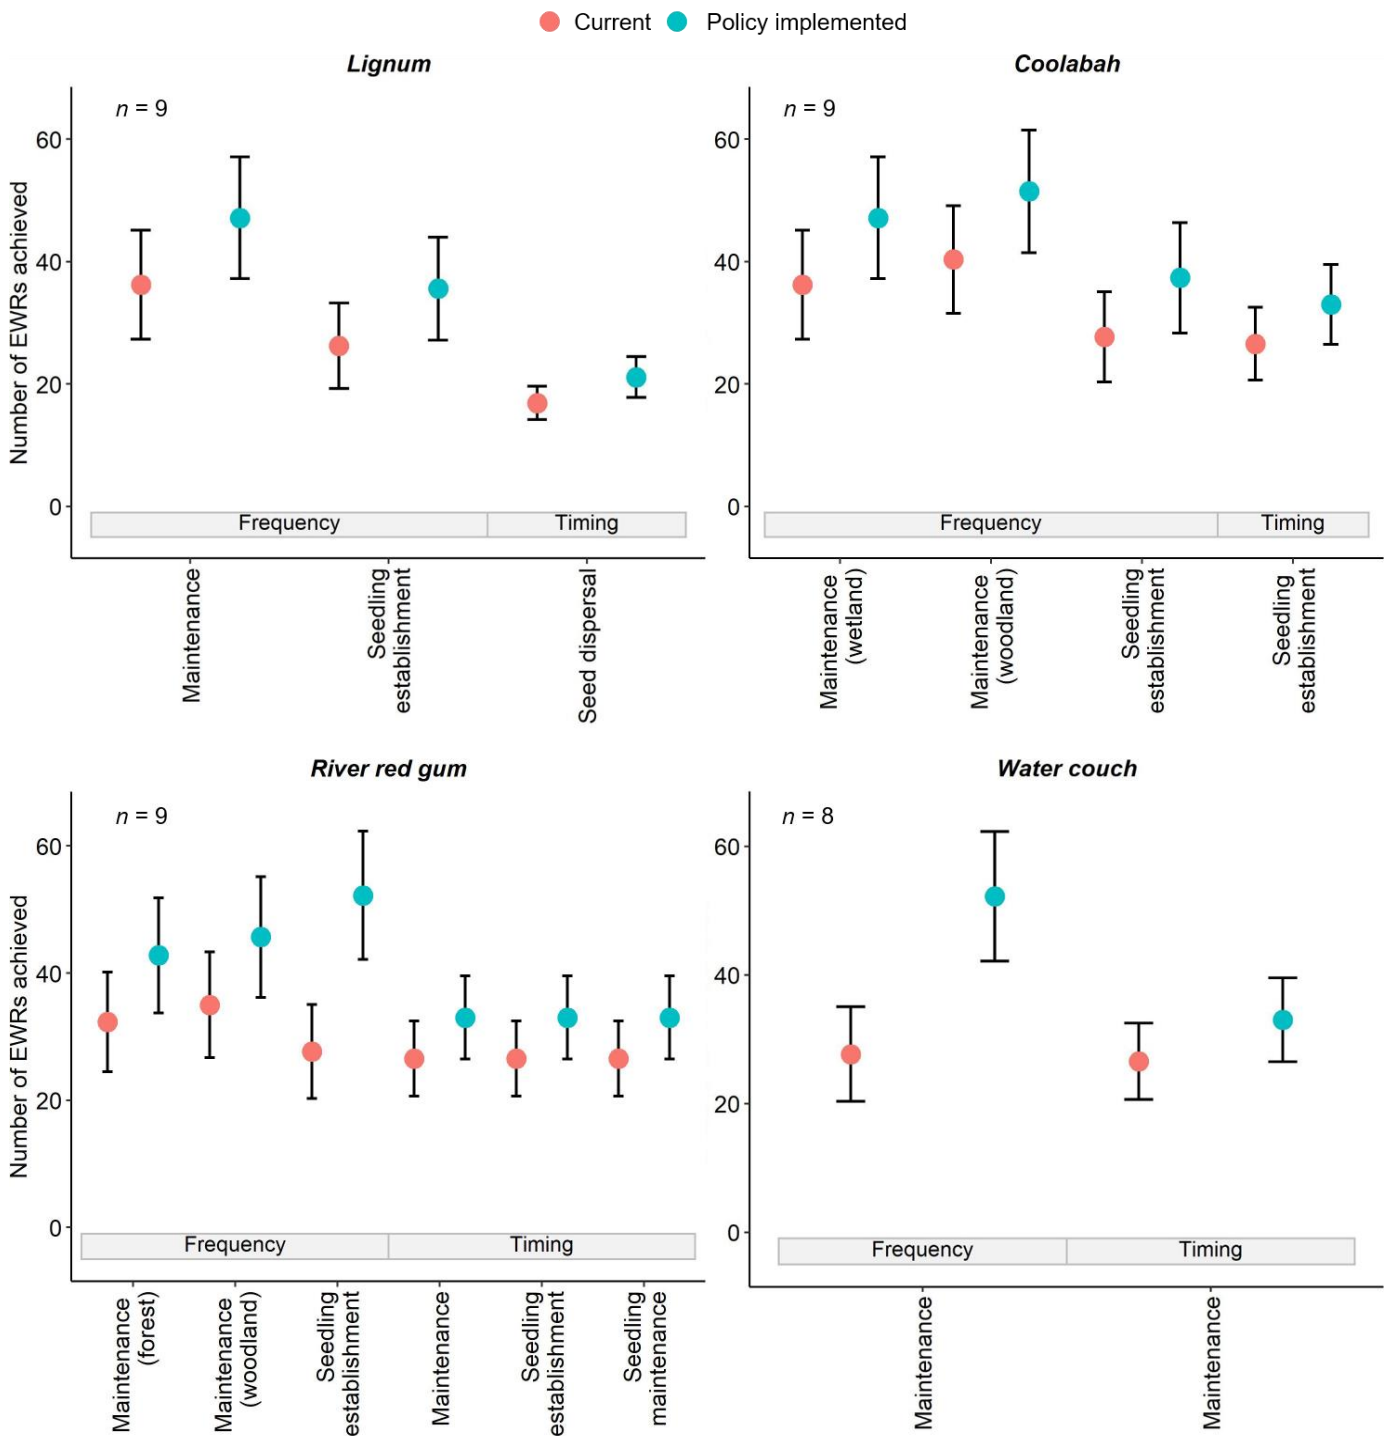 Current Policy implemented
Lignum
n = 9
Number of EWRs achieved
60
40
20
0
Frequency Timing
Maintenance
Seedling
establishment
Seed dispersal
Coolabah
n = 9
60
40
20
0
Frequency Timing
Maintenance
(wetland)
Maintenance
(woodland)
Seedling
establishment
Seedling
establishment
River red gum
n = 9
Number of EWRs achieved
60
40
20
0
Frequency Timing
Maintenance
(forest)
Maintenance
(woodland)
Seedling
establishment
Maintenance
Seedling
establishment
Seedling
maintenance
Water couch
n = 8
60
40
20
0
Frequency Timing
Maintenance
Maintenance